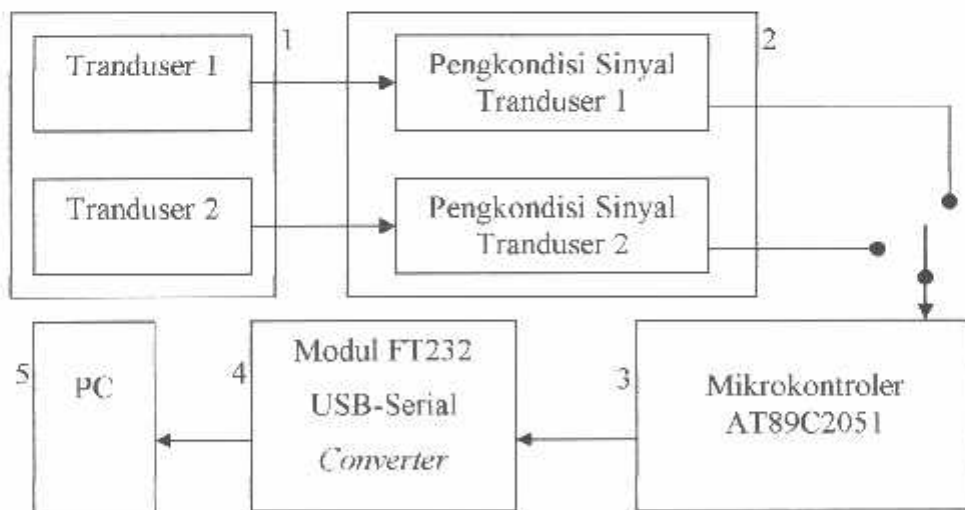 Tranduser 1
1
Pengkondisi Sinyal
Tranduser 1
2
Tranduser 2
Pengkondisi Sinyal
Tranduser 2
5
PC
4
Modul FT232
USB-Serial
Converter
3
Mikrokontroler
AT89C2051